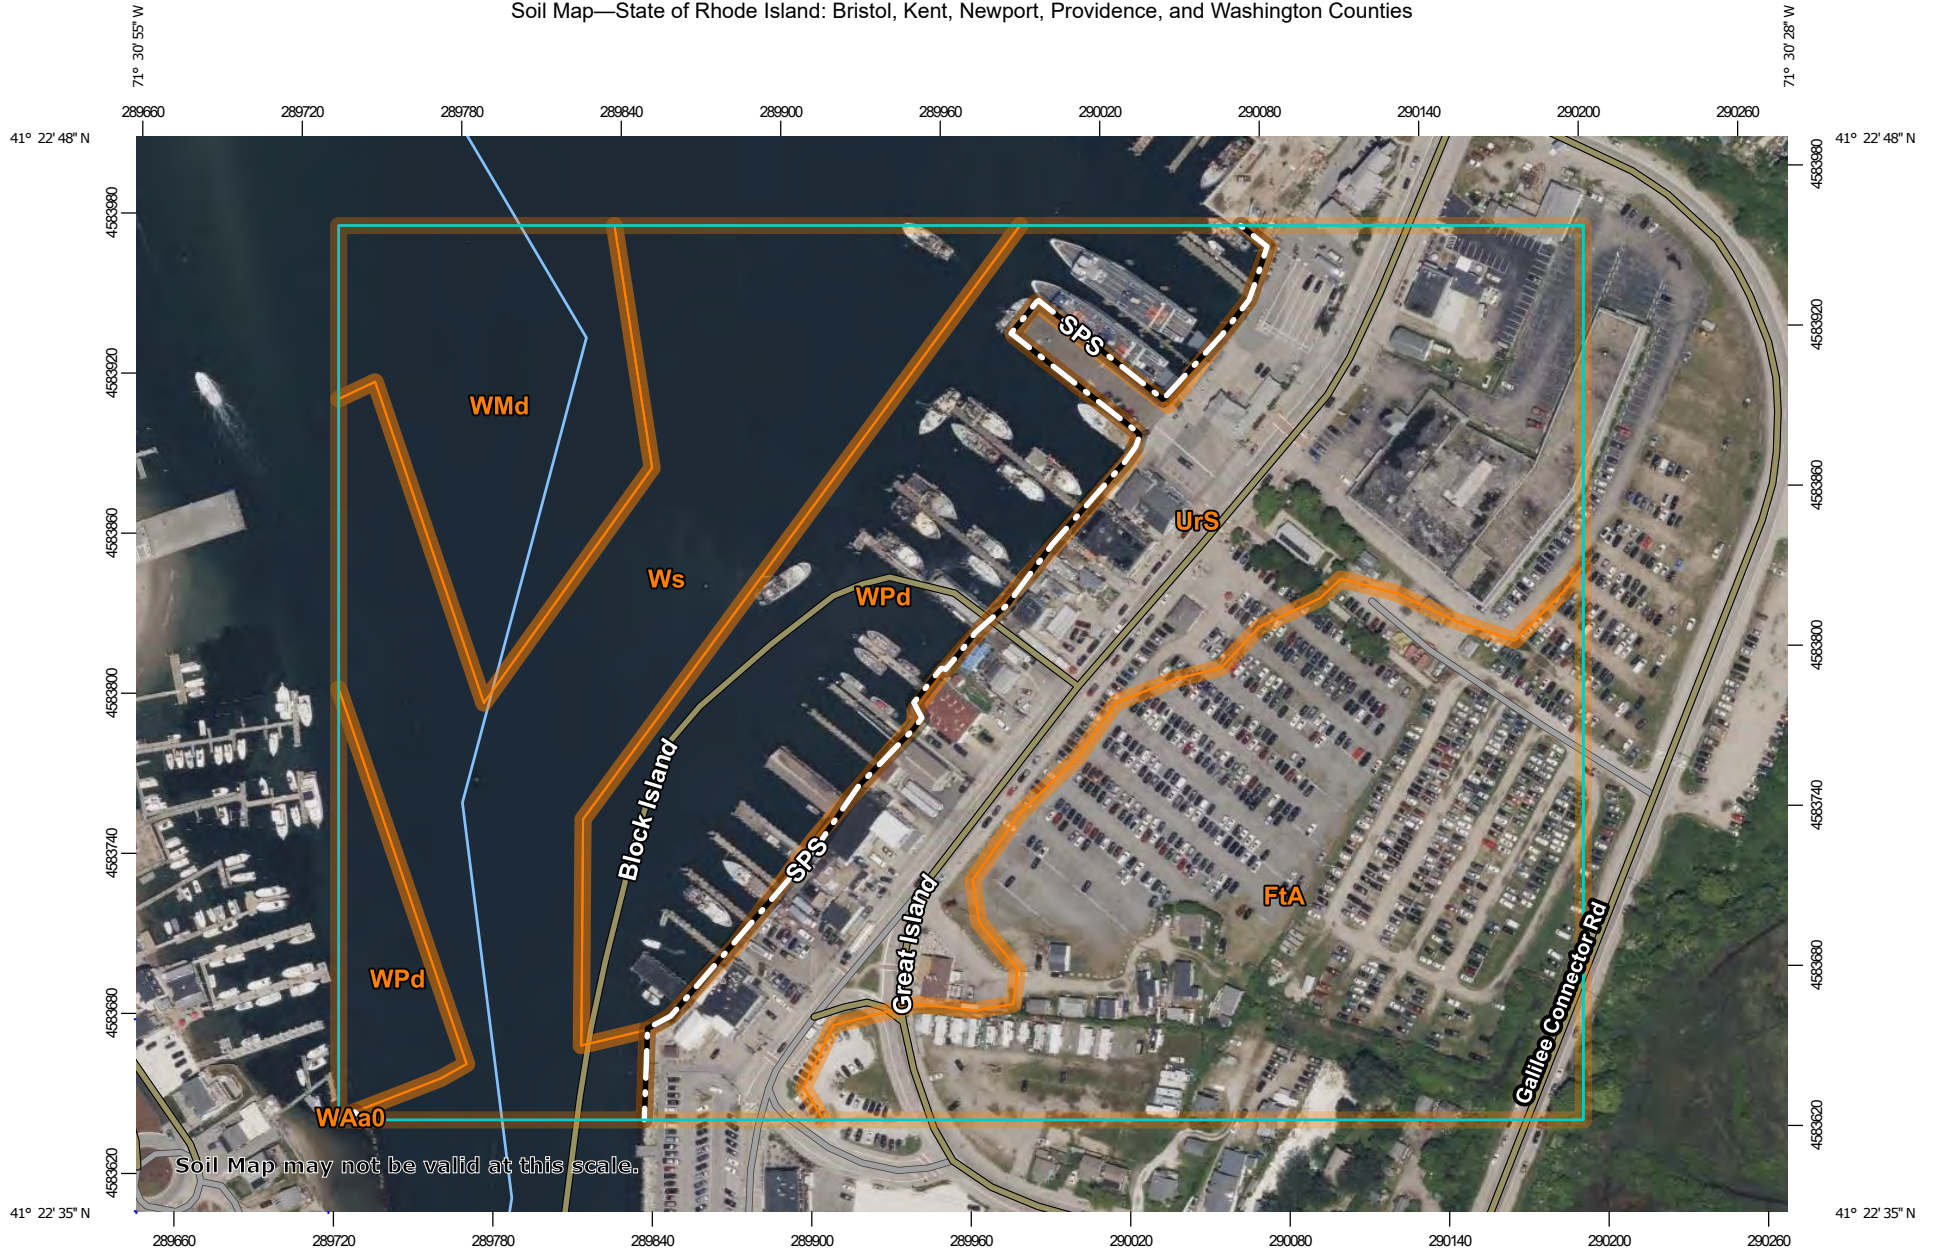 Soil Map—State of Rhode Island: Bristol, Kent, Newport, Providence, and Washington Counties
71° 30' 55" W
71° 30' 28" W
289660 289720 289780 289840 289900 289960 290020 290080 290140 290200 290260
41° 22' 48" N
41° 22' 48" N
4583980
4583980
4583920
4583920
SPS
WMd
4583860
4583860
UrS
Ws
WPd
4583800
4583800
Block Island
4583740
4583740
SPS
FtA
Great Island
WPd
4583680
4583680
Galilee Connector Rd
WAa0
4583620
4583620
Soil Map may not be valid at this scale.
41° 22' 35" N
41° 22' 35" N
289660 289720 289780 289840 289900 289960 290020 290080 290140 290200 290260